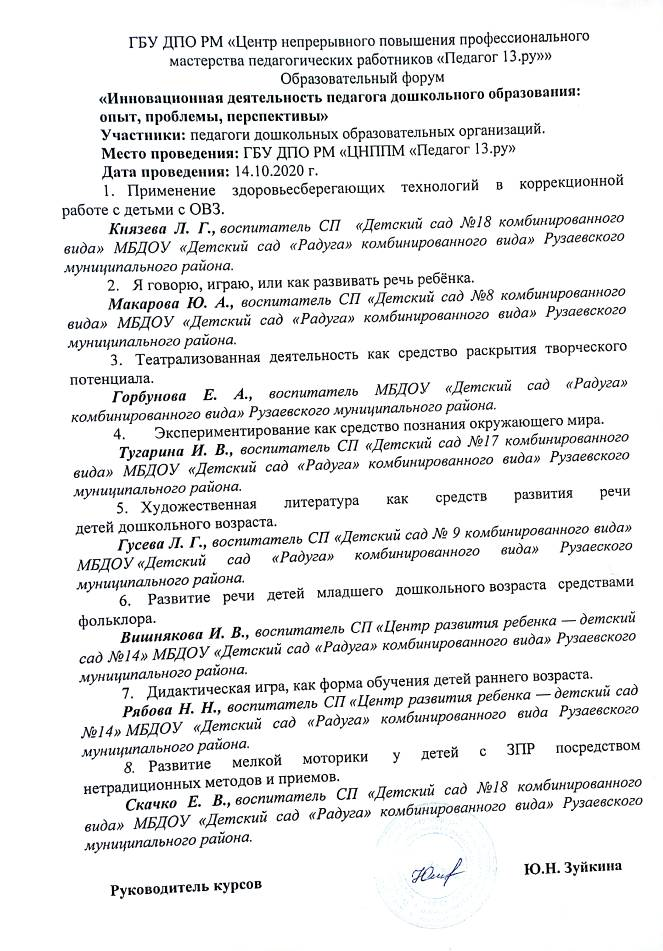 ГБУ ДПО РМ «Центр непрерывного повышения профессионального
мастерства педагогических работников «Педагог 13.ру»»
Образовательный форум
«Инновационная деятельность педагога дошкольного образования:
опыт, проблемы, перспективы»
Участники: педагоги дошкольных образовательных организаций.
Место проведения: ГБУ ДПО РМ «ЦНППМ «Педагог 13.ру»
Дата проведения: 14.10.2020 г.
1. Применение здоровьесберегающих технологий в коррекционной
работе с детьми с ОВЗ.
Князева Л. Г., воспитатель СП «Детский сад №18 комбинированного
вида» МБДОУ «Детский сад «Радуга» комбинированного вида» Рузаевского
муниципального района.
2. Я говорю, играю, или как развивать речь ребёнка.
Макарова Ю. А., воспитатель СП «Детский сад №8 комбинированного
вида» МБДОУ «Детский сад «Радуга» комбинированного вида» Рузаевского
муниципального района.
3. Театрализованная деятельность как средство раскрытия творческого
потенциала.
Горбунова Е. А., воспитатель МБДОУ «Детский сад «Радуга»
комбинированного вида» Рузаевского муниципального района.
4. Экспериментирование как средство познания окружающего мира.
Тугарина И. В., воспитатель СП «Детский сад №17 комбинированного
вида» МБДОУ «Детский сад «Радуга» комбинированного вида» Рузаевского
муниципального района.
5. Художественная литература как средств развития речи
детей дошкольного возраста.
Гусева Л. Г., воспитатель СП «Детский сад № 9 комбинированного вида»
МБДОУ «Детский сад «Радуга» комбинированного вида» Рузаевского
муниципального района.
6. Развитие речи детей младшего дошкольного возраста средствами
фольклора.
Вишнякова И. В., воспитатель СП «Центр развития ребенка — детский
сад №14» МБДОУ «Детский сад «Радуга» комбинированного вида» Рузаевского
муниципального района.
7. Дидактическая игра, как форма обучения детей раннего возраста.
Рябова Н. Н., воспитатель СП «Центр развития ребенка — детский сад
№14» МБДОУ «Детский сад «Радуга» комбинированного вида Рузаевского
муниципального района.
8. Развитие мелкой моторики у детей с ЗПР посредством
нетрадиционных методов и приемов.
Скачко Е. В., воспитатель СП «Детский сад №18 комбинированного
вида» МБДОУ «Детский сад «Радуга» комбинированного вида» Рузаевского
муниципального района.
Руководитель курсов Ю.Н. Зуйкина